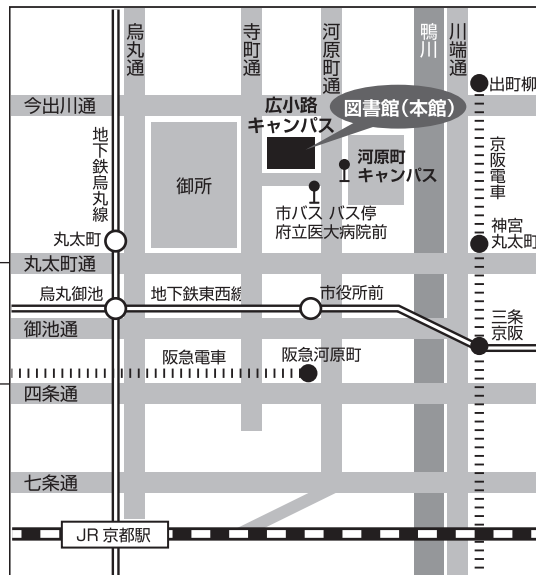 烏丸通
寺町通
河原町通
鴨川
川端通
出町柳
今出川通
広小路
キャンパス
図書館(本館)
地下鉄烏丸線
御所
河原町
キャンパス
京阪電車
市バス バス停
府立医大病院前
神宮
丸太町
丸太町
丸太町通
烏丸御池
地下鉄東西線
市役所前
御池通
三条
京阪
阪急電車
阪急河原町
四条通
七条通
JR 京都駅